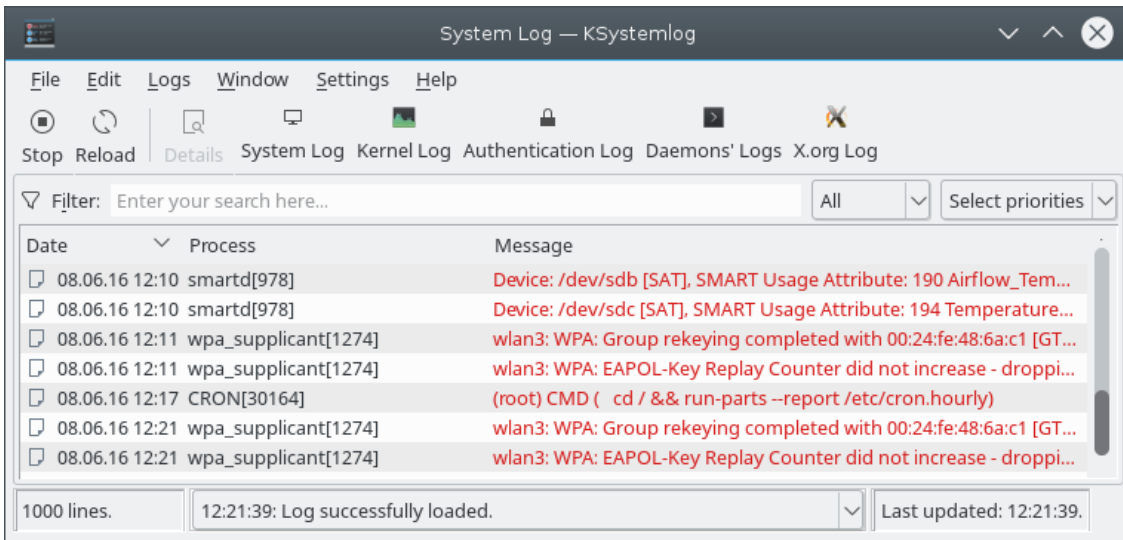 System Log — KSystemlog
File Edit Logs Window Settings Help
Stop Reload Details System Log Kernel Log Authentication Log Daemons' Logs X.org Log
Filter: Enter your search here... All Select priorities
Date Process Message
08.06.16 12:10 smartd[978] Device: /dev/sdb [SAT], SMART Usage Attribute: 190 Airflow_Tem...
08.06.16 12:10 smartd[978] Device: /dev/sdc [SAT], SMART Usage Attribute: 194 Temperature...
08.06.16 12:11 wpa_supplicant[1274] wlan3: WPA: Group rekeying completed with 00:24:fe:48:6a:c1 [GT...
08.06.16 12:11 wpa_supplicant[1274] wlan3: WPA: EAPOL-Key Replay Counter did not increase - droppi...
08.06.16 12:17 CRON[30164] (root) CMD (   cd / && run-parts --report /etc/cron.hourly)
08.06.16 12:21 wpa_supplicant[1274] wlan3: WPA: Group rekeying completed with 00:24:fe:48:6a:c1 [GT...
08.06.16 12:21 wpa_supplicant[1274] wlan3: WPA: EAPOL-Key Replay Counter did not increase - droppi...
1000 lines. 12:21:39: Log successfully loaded. Last updated: 12:21:39.